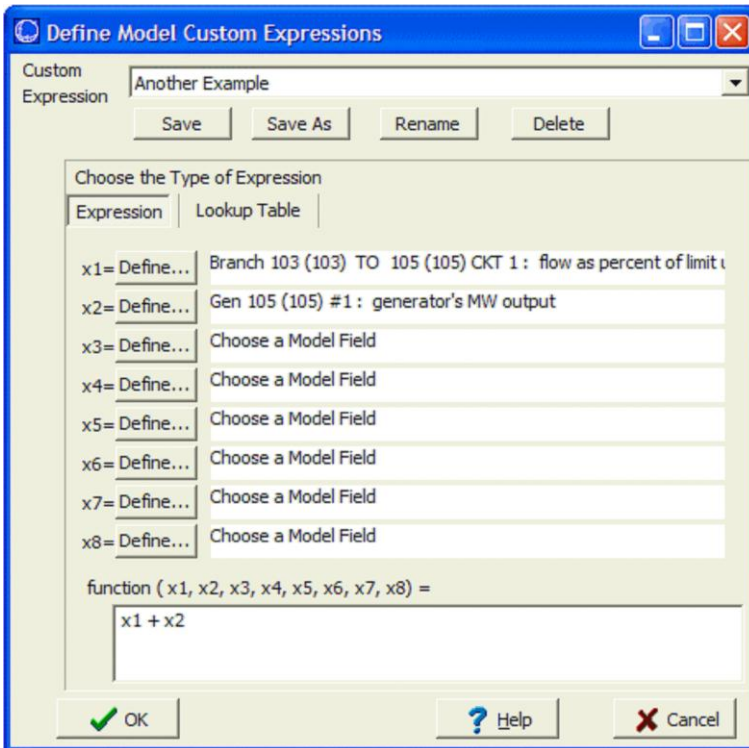 Define Model Custom Expressions
Custom Expression
Another Example
Save Save As Rename Delete
Choose the Type of Expression
Expression Lookup Table
x1= Define... Branch 103 (103) TO 105 (105) CKT 1 : flow as percent of limit
x2= Define... Gen 105 (105) #1 : generator's MW output
x3= Define... Choose a Model Field
x4= Define... Choose a Model Field
x5= Define... Choose a Model Field
x6= Define... Choose a Model Field
x7= Define... Choose a Model Field
x8= Define... Choose a Model Field
function ( x1, x2, x3, x4, x5, x6, x7, x8) =
x1 + x2
OK Help Cancel